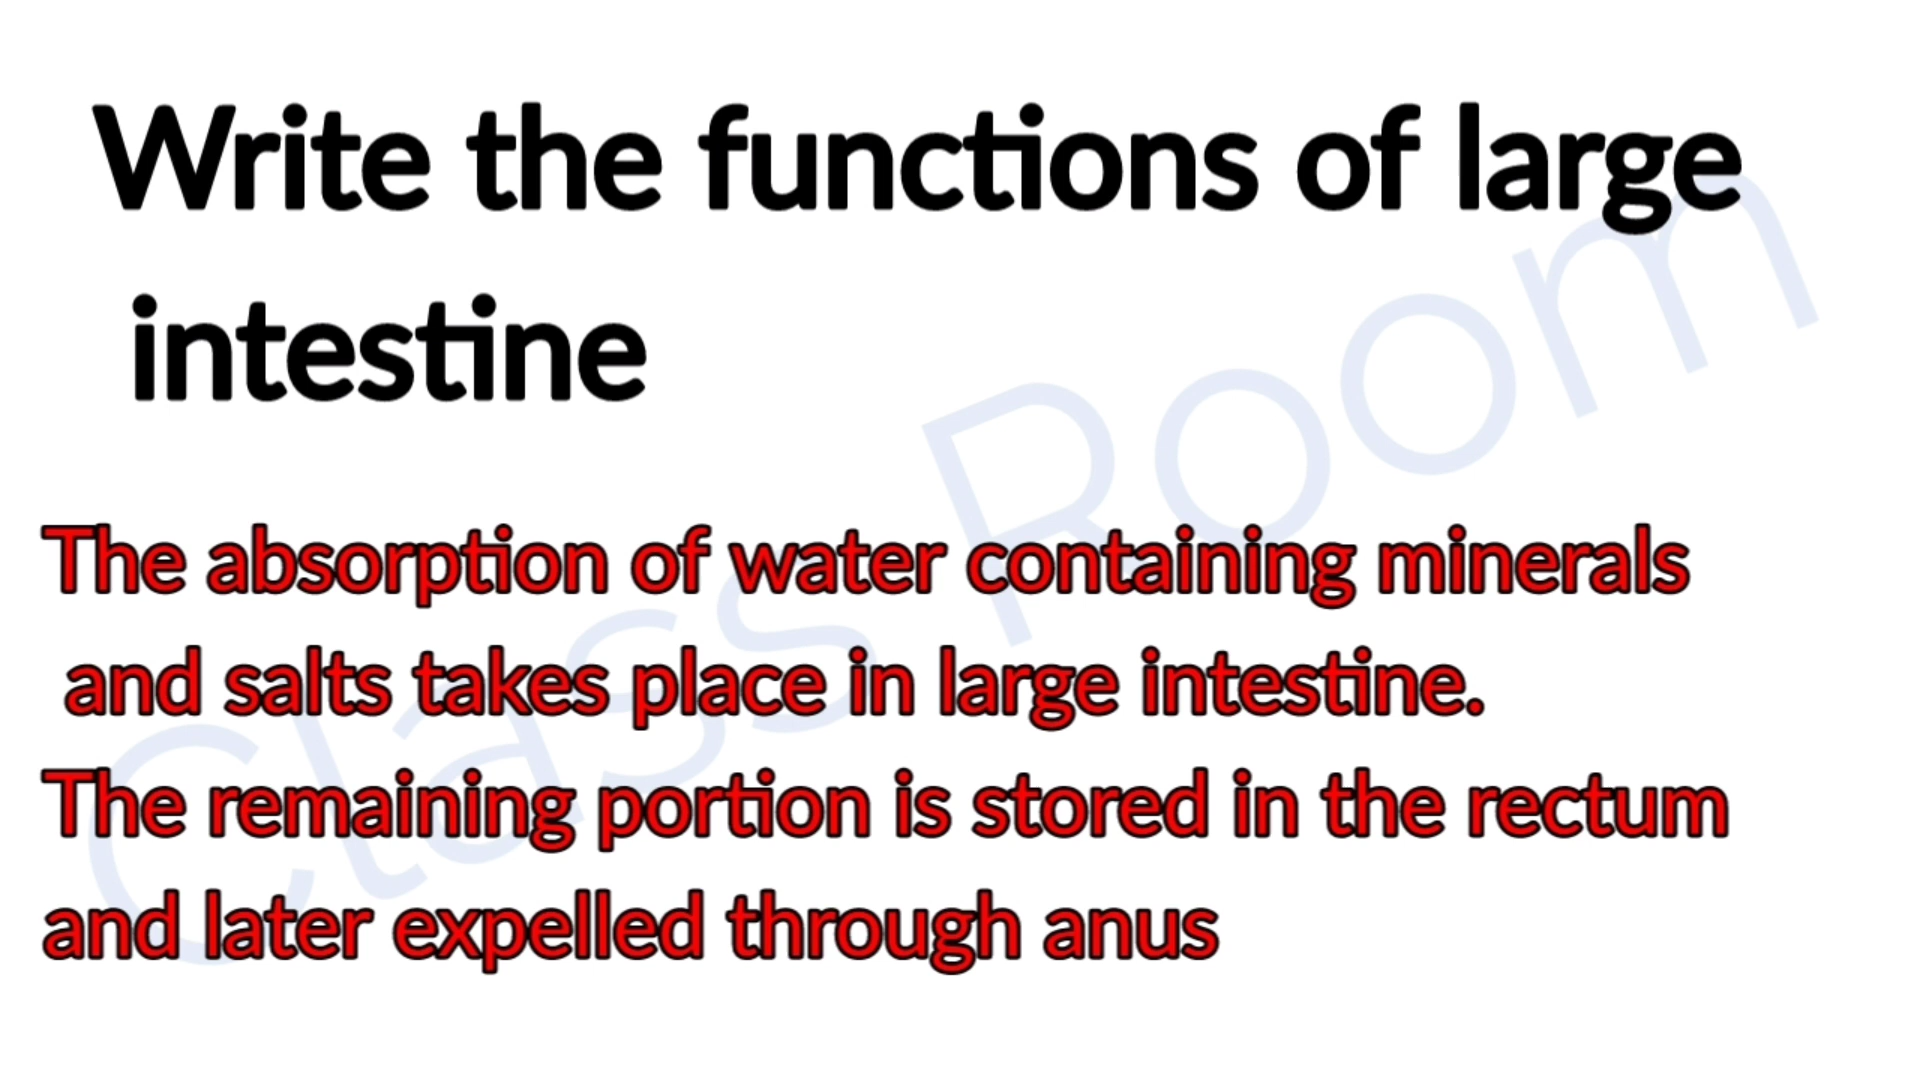 Write the functions of large
intestine
The absorption of water containing minerals
and salts takes place in large intestine.
The remaining portion is stored in the rectum
and later expelled through anus
Class Room